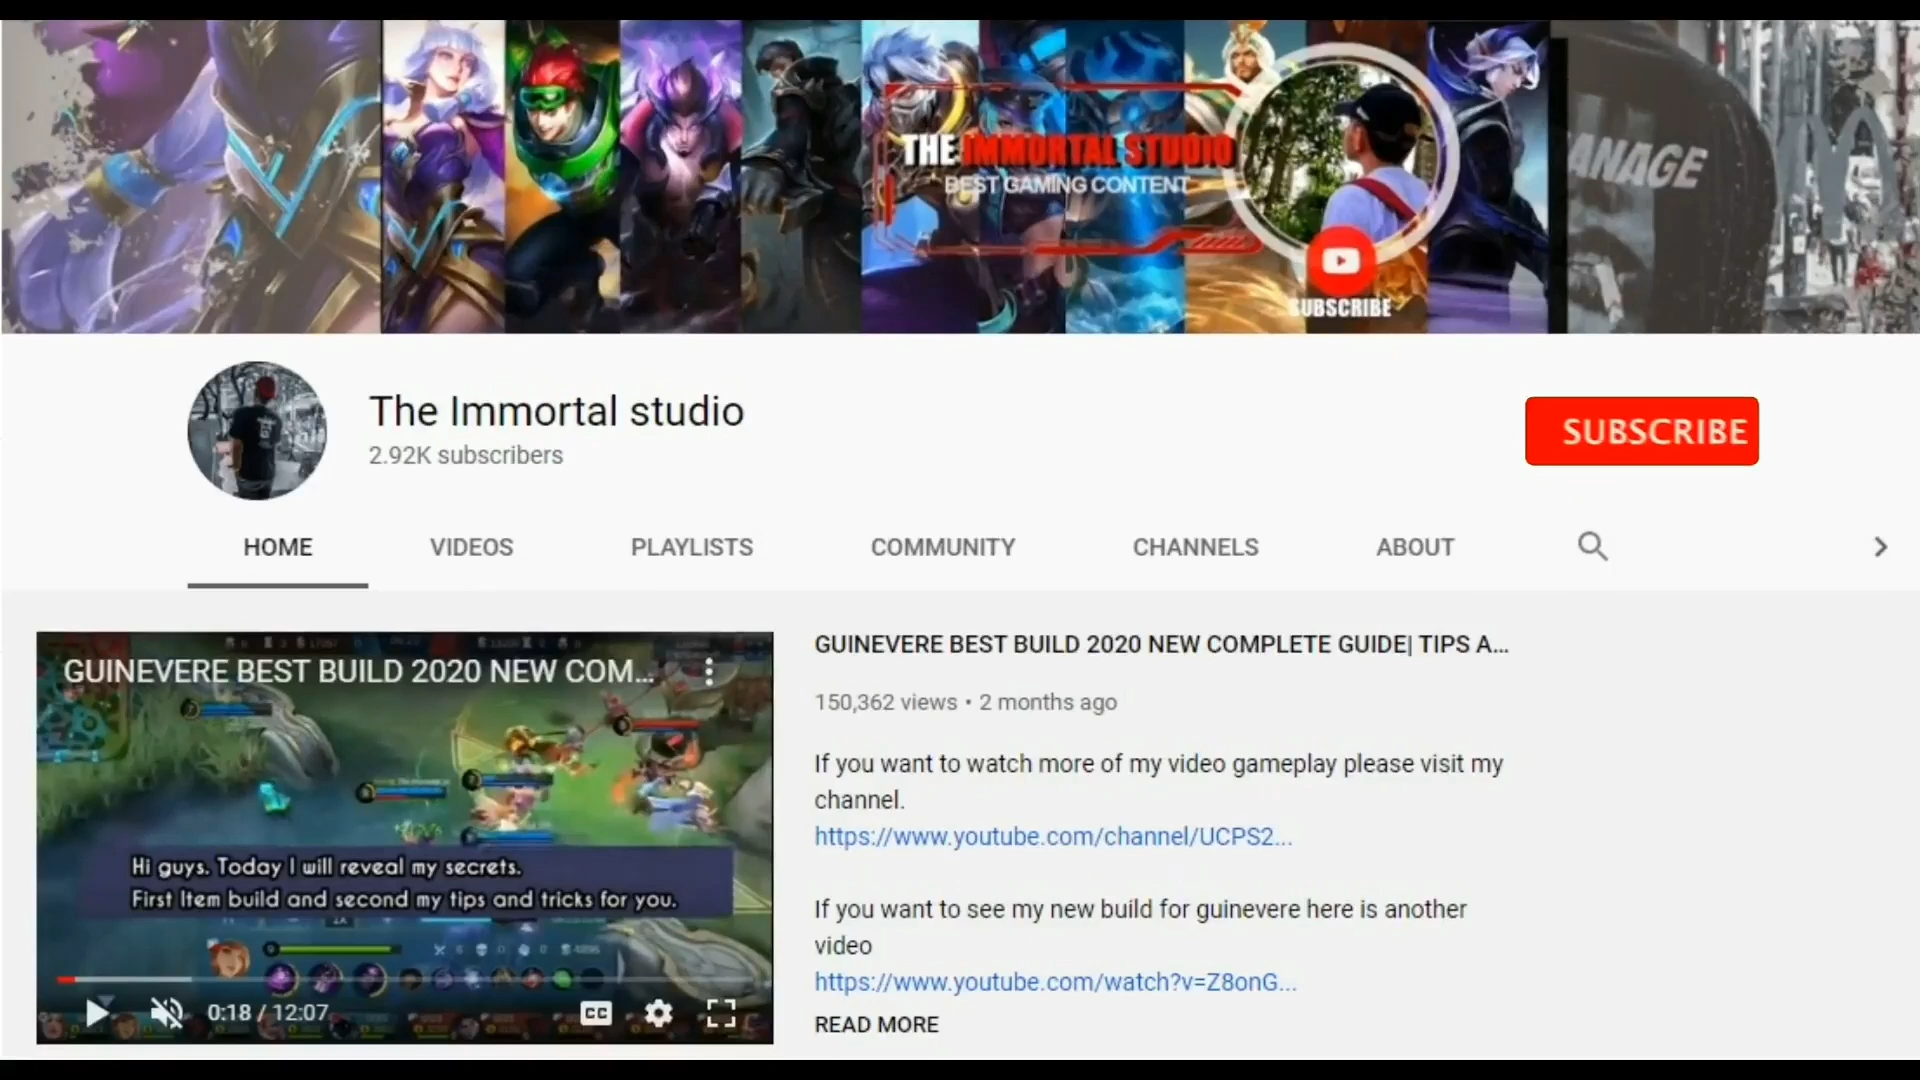 THE IMMORTAL STUDIO
BEST GAMING CONTENT
SUBSCRIBE
ANAGE
The Immortal studio
2.92K subscribers
SUBSCRIBE
HOME VIDEOS PLAYLISTS COMMUNITY CHANNELS ABOUT
GUINEVERE BEST BUILD 2020 NEW COM...
Hi guys. Today I will reveal my secrets.
First Item build and second my tips and tricks for you.
0:18 / 12:07
CC
GUINEVERE BEST BUILD 2020 NEW COMPLETE GUIDE| TIPS A...
150,362 views • 2 months ago
If you want to watch more of my video gameplay please visit my
channel.
https://www.youtube.com/channel/UCPS2...
If you want to see my new build for guinevere here is another
video
https://www.youtube.com/watch?v=Z8onG...
READ MORE